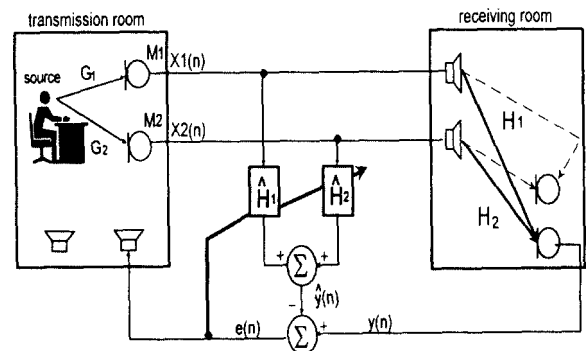 transmission room
receiving room
source
G1
G2
M1
M2
X1(n)
X2(n)
Ĥ1
Ĥ2
H1
H2
+ Σ +
− ŷ(n)
e(n)
Σ +
y(n)